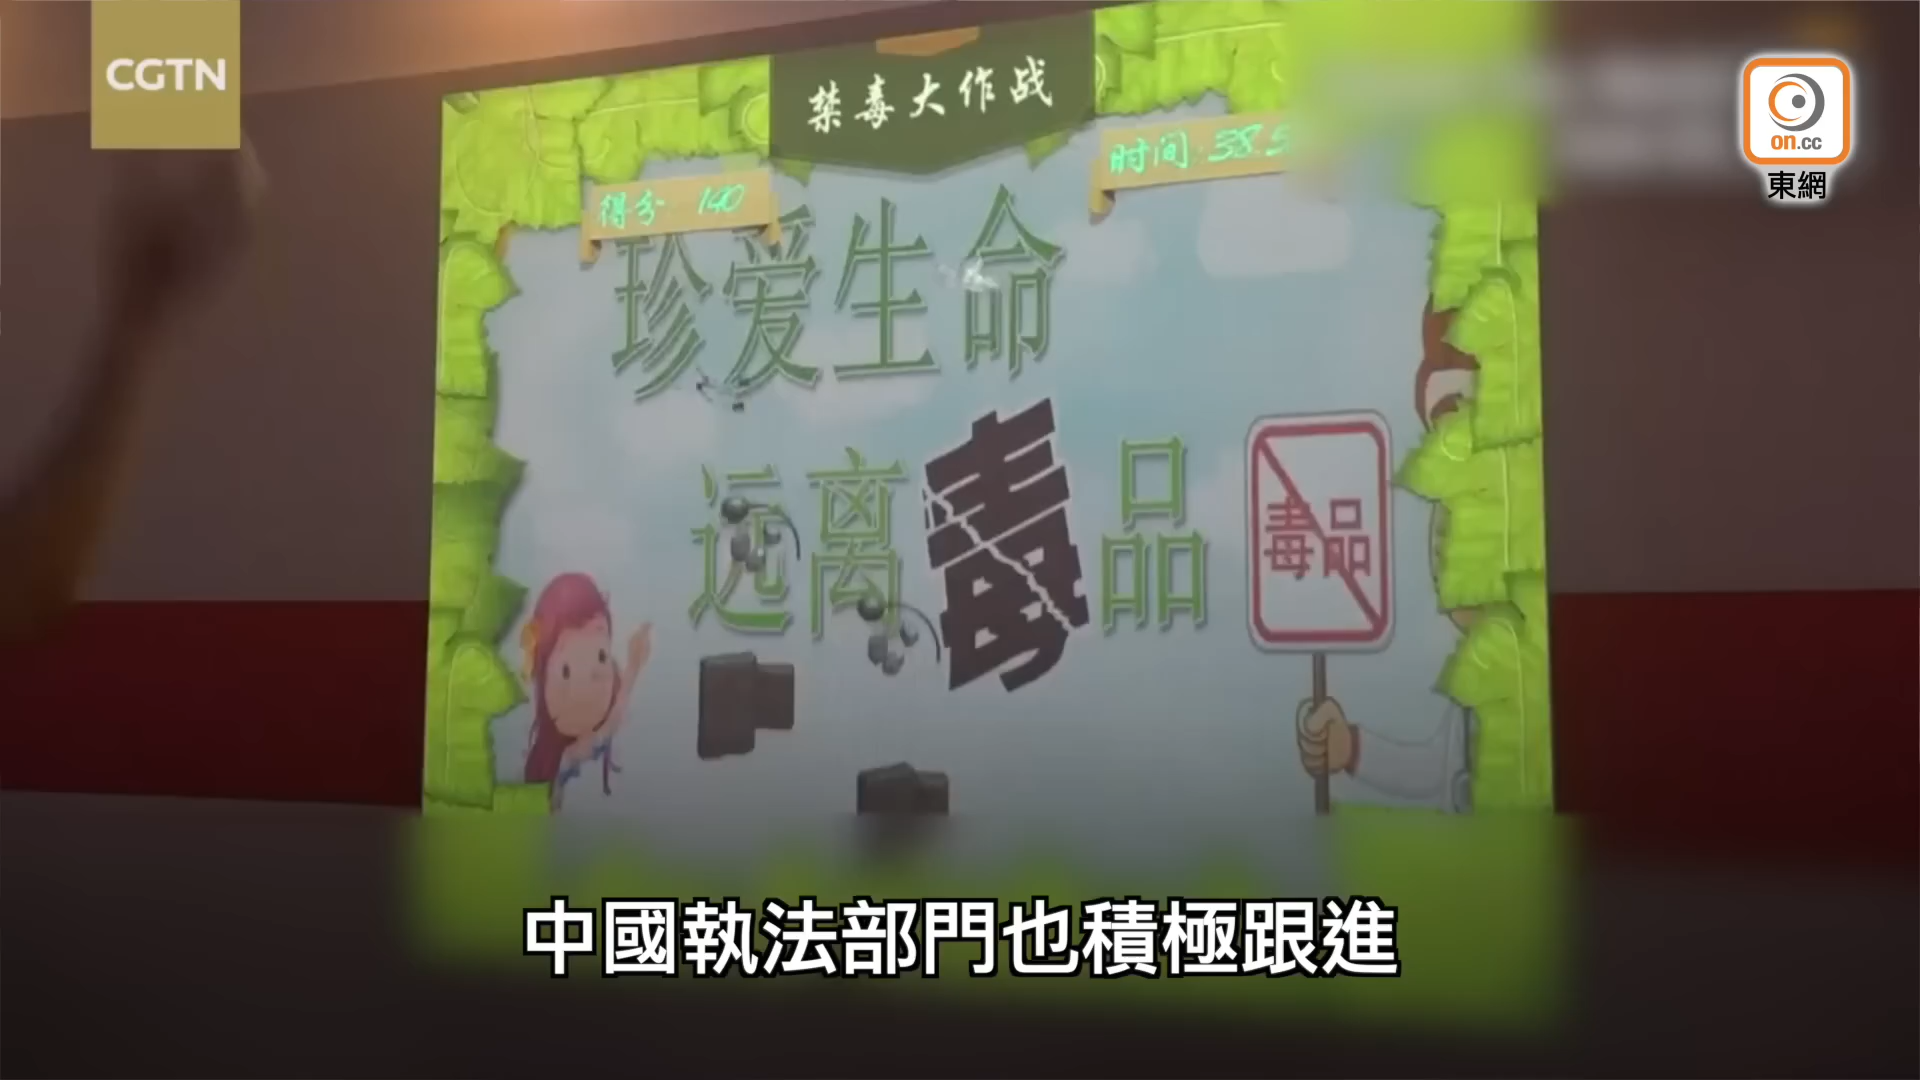 CGTN
on.cc
東網
禁毒大作战
得分: 140
时间: 38.5
珍爱生命
远离毒品
毒品
中國執法部門也積極跟進